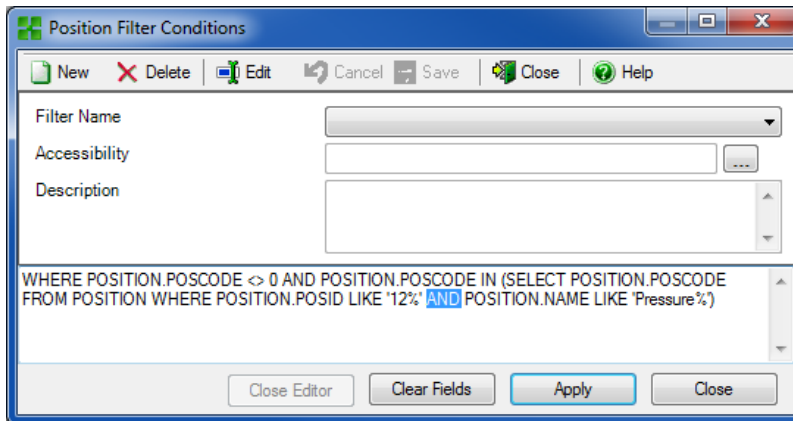 Position Filter Conditions
New Delete Edit Cancel Save Close Help
Filter Name
Accessibility
...
Description
WHERE POSITION.POSCODE <> 0 AND POSITION.POSCODE IN (SELECT POSITION.POSCODE
FROM POSITION WHERE POSITION.POSID LIKE '12%' AND POSITION.NAME LIKE 'Pressure%')
Close Editor Clear Fields Apply Close